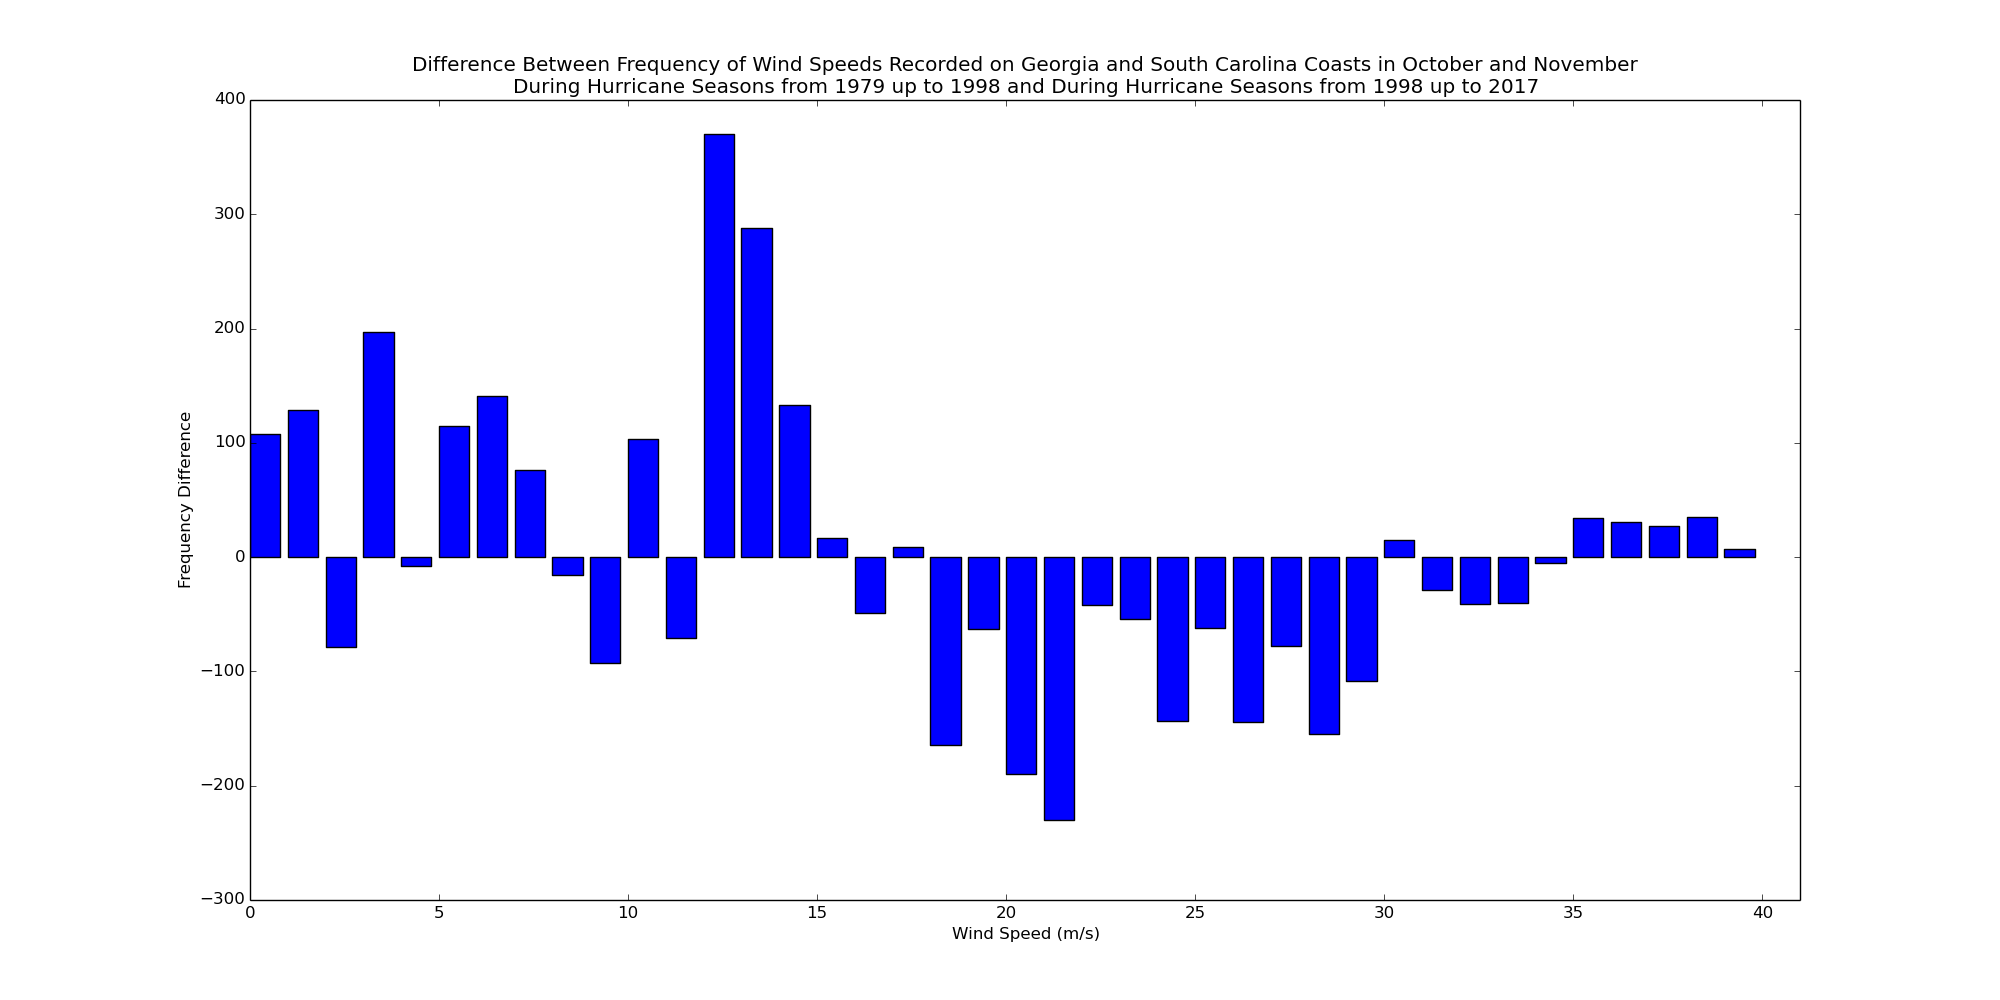 Difference Between Frequency of Wind Speeds Recorded on Georgia and South Carolina Coasts in October and November
During Hurricane Seasons from 1979 up to 1998 and During Hurricane Seasons from 1998 up to 2017
400
300
200
100
0
−100
−200
−300
Frequency Difference
0 5 10 15 20 25 30 35 40
Wind Speed (m/s)